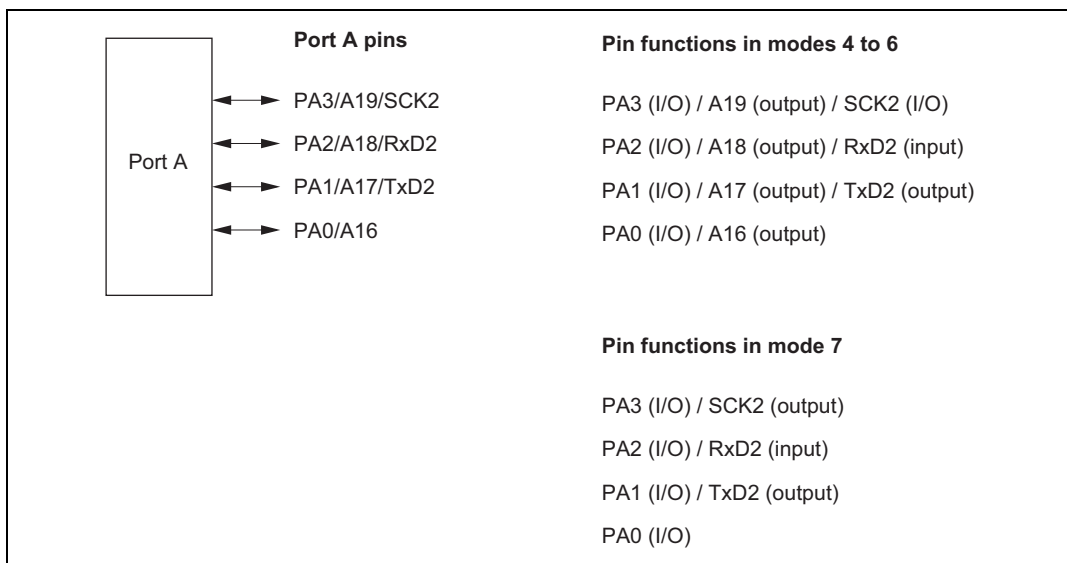 Port A
Port A pins
PA3/A19/SCK2
PA2/A18/RxD2
PA1/A17/TxD2
PA0/A16
Pin functions in modes 4 to 6
PA3 (I/O) / A19 (output) / SCK2 (I/O)
PA2 (I/O) / A18 (output) / RxD2 (input)
PA1 (I/O) / A17 (output) / TxD2 (output)
PA0 (I/O) / A16 (output)
Pin functions in mode 7
PA3 (I/O) / SCK2 (output)
PA2 (I/O) / RxD2 (input)
PA1 (I/O) / TxD2 (output)
PA0 (I/O)